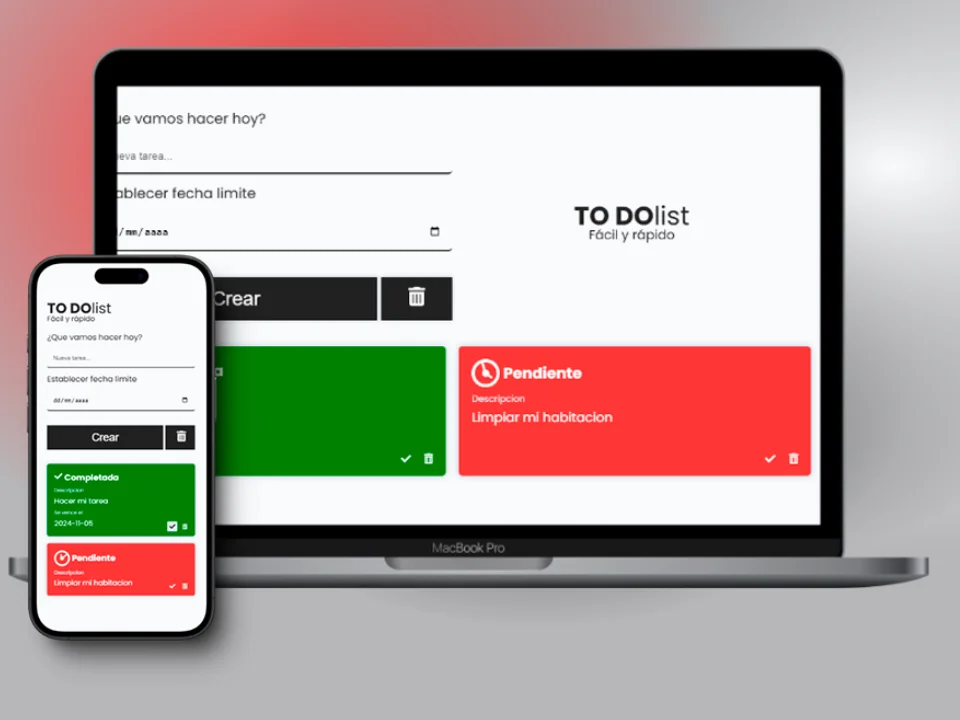 ue vamos hacer hoy?
ueva tarea...
ablecer fecha limite
/mm/aaaa
Crear
TO DOlist
Fácil y rápido
Pendiente
Descripcion
Limpiar mi habitacion
MacBook Pro
TO DOlist
Fácil y rápido
¿Que vamos hacer hoy?
Nueva tarea...
Establecer fecha limite
dd/mm/aaaa
Crear
Completada
Descripcion
Hacer mi tarea
Se vence el
2024-11-05
Pendiente
Descripcion
Limpiar mi habitacion